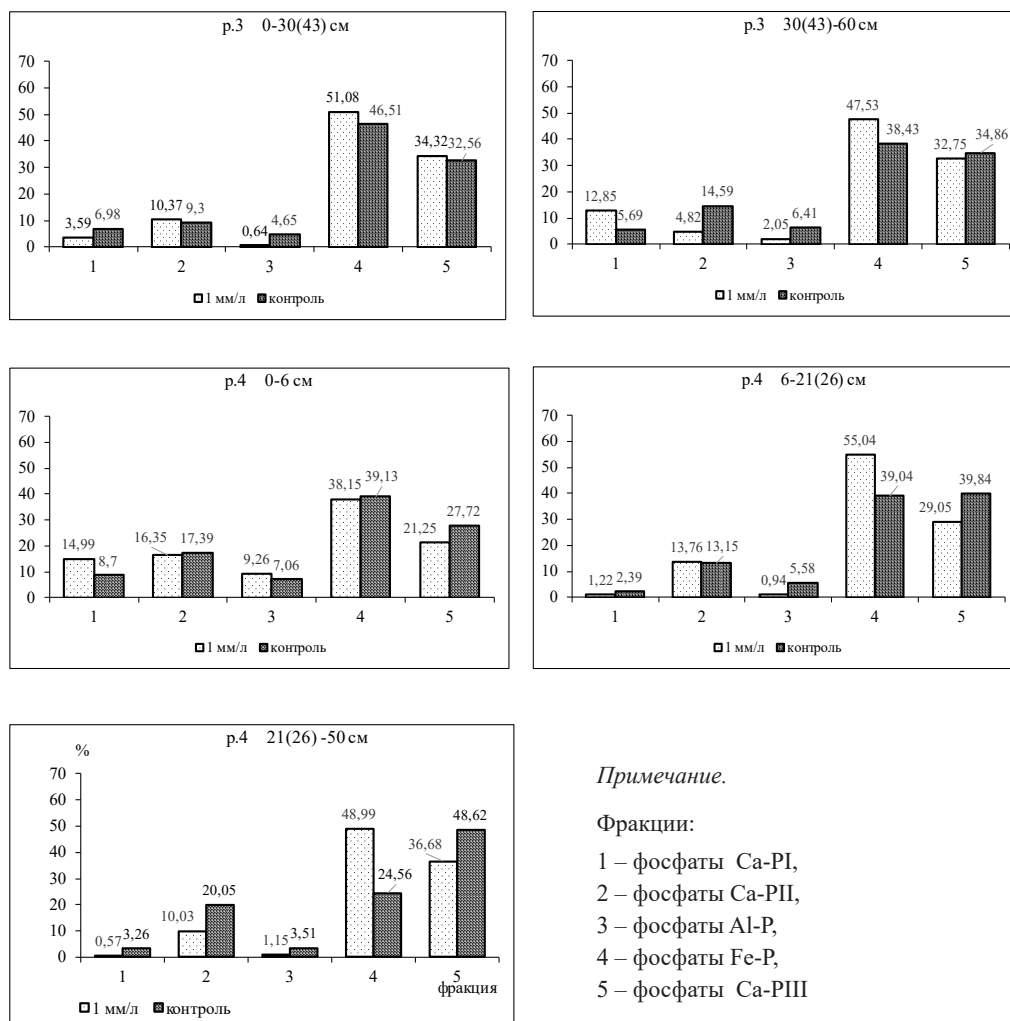 р.3 0-30(43) см
70
60
50
40
30
20
10
0
3,59 6,98 10,37 9,3 0,64 4,65 51,08 46,51 34,32 32,56
1 2 3 4 5
1 мм/л контроль
р.3 30(43)-60 см
70
60
50
40
30
20
10
0
12,85 5,69 4,82 14,59 2,05 6,41 47,53 38,43 32,75 34,86
1 2 3 4 5
1 мм/л контроль
р.4 0-6 см
70
60
50
40
30
20
10
0
14,99 8,7 16,35 17,39 9,26 7,06 38,15 39,13 21,25 27,72
1 2 3 4 5
1 мм/л контроль
р.4 6-21(26) см
70
60
50
40
30
20
10
0
1,22 2,39 13,76 13,15 0,94 5,58 55,04 39,04 29,05 39,84
1 2 3 4 5
1 мм/л контроль
р.4 21(26) -50 см
%
70
60
50
40
30
20
10
0
0,57 3,26 10,03 20,05 1,15 3,51 48,99 24,56 36,68 48,62
1 2 3 4 5
фракция
1 мм/л контроль
Примечание.
Фракции:
1 – фосфаты Ca-PI,
2 – фосфаты Ca-PII,
3 – фосфаты Al-P,
4 – фосфаты Fe-P,
5 – фосфаты Ca-PIII